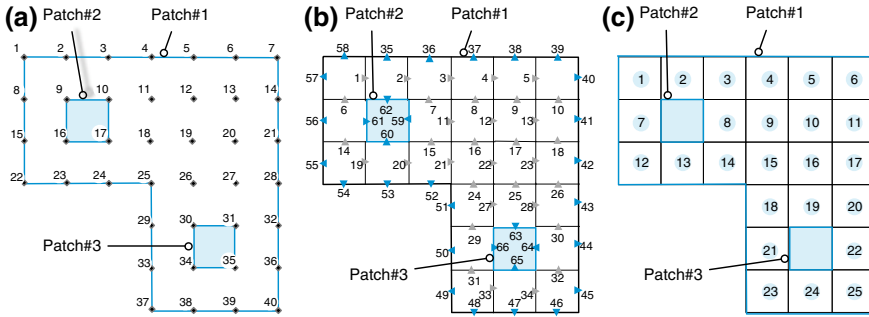 (a) Patch#2 Patch#1
1 2 3 4 5 6 7
8 9 10 11 12 13 14
15 16 17 18 19 20 21
22 23 24 25 26 27 28
29 30 31 32
Patch#3
33 34 35 36
37 38 39 40
(b) Patch#2 Patch#1
58 35 36 37 38 39
57 1 2 3 4 5 40
6 62 7 8 9 10
56 61 59 11 12 13 41
60
14 15 16 17 18
55 19 20 21 22 23 42
54 53 52
24 25 26
51 27 28 43
63
50 29 66 64 30 44
65
Patch#3
31 32
49 33 34 45
48 47 46
(c) Patch#2 Patch#1
1 2 3 4 5 6
7 8 9 10 11
12 13 14 15 16 17
18 19 20
21 22
Patch#3
23 24 25